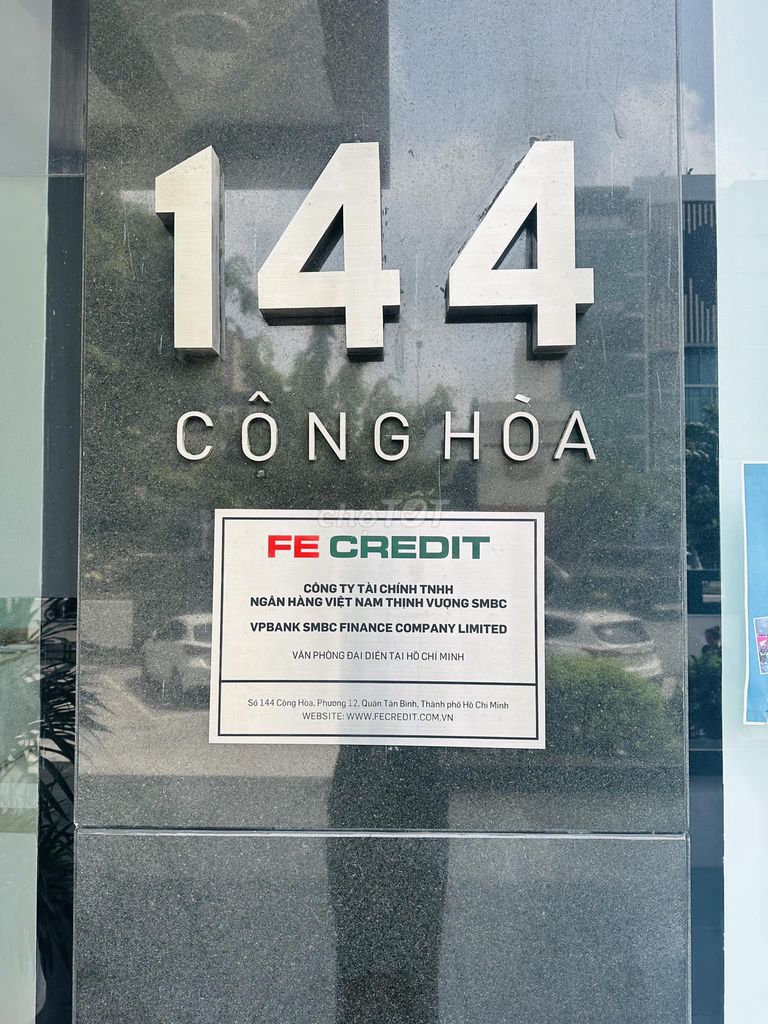 144
CÔNG HÒA
choTỐT
FE CREDIT
CÔNG TY TÀI CHÍNH TNHH
NGÂN HÀNG VIỆT NAM THỊNH VƯỢNG SMBC
VPBANK SMBC FINANCE COMPANY LIMITED
VĂN PHÒNG ĐẠI DIỆN TẠI HỒ CHÍ MINH
Số 144 Cộng Hòa, Phường 12, Quận Tân Bình, Thành phố Hồ Chí Minh
WEBSITE: WWW.FECREDIT.COM.VN